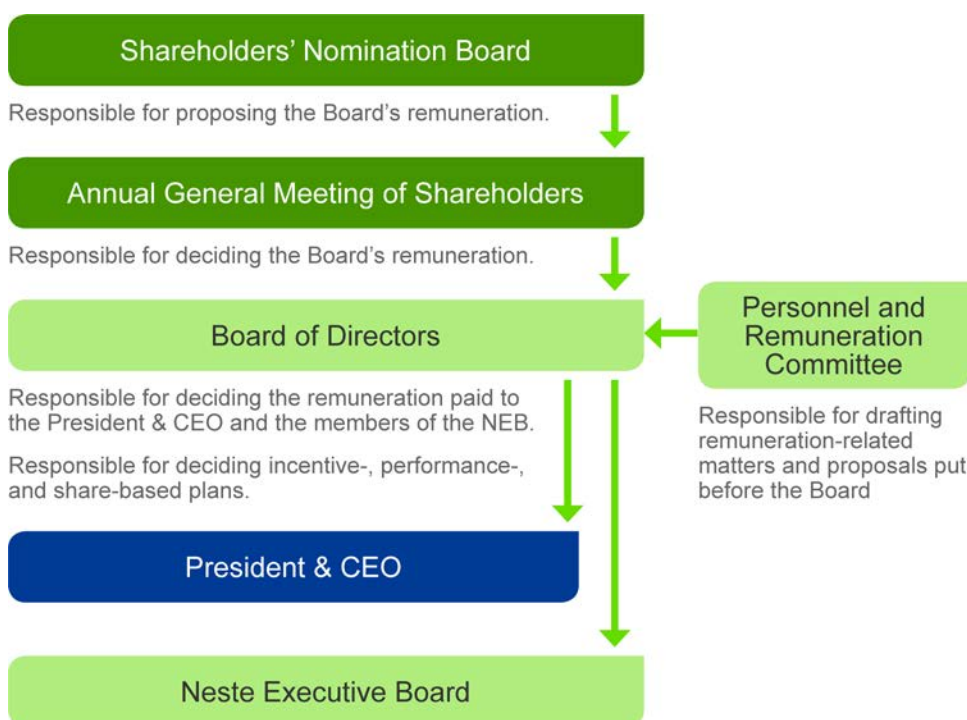 Shareholders' Nomination Board
Responsible for proposing the Board's remuneration.
Annual General Meeting of Shareholders
Responsible for deciding the Board's remuneration.
Board of Directors
Personnel and
Remuneration
Committee
Responsible for deciding the remuneration paid to
the President & CEO and the members of the NEB.
Responsible for deciding incentive-, performance-,
and share-based plans.
Responsible for drafting
remuneration-related
matters and proposals put
before the Board
President & CEO
Neste Executive Board